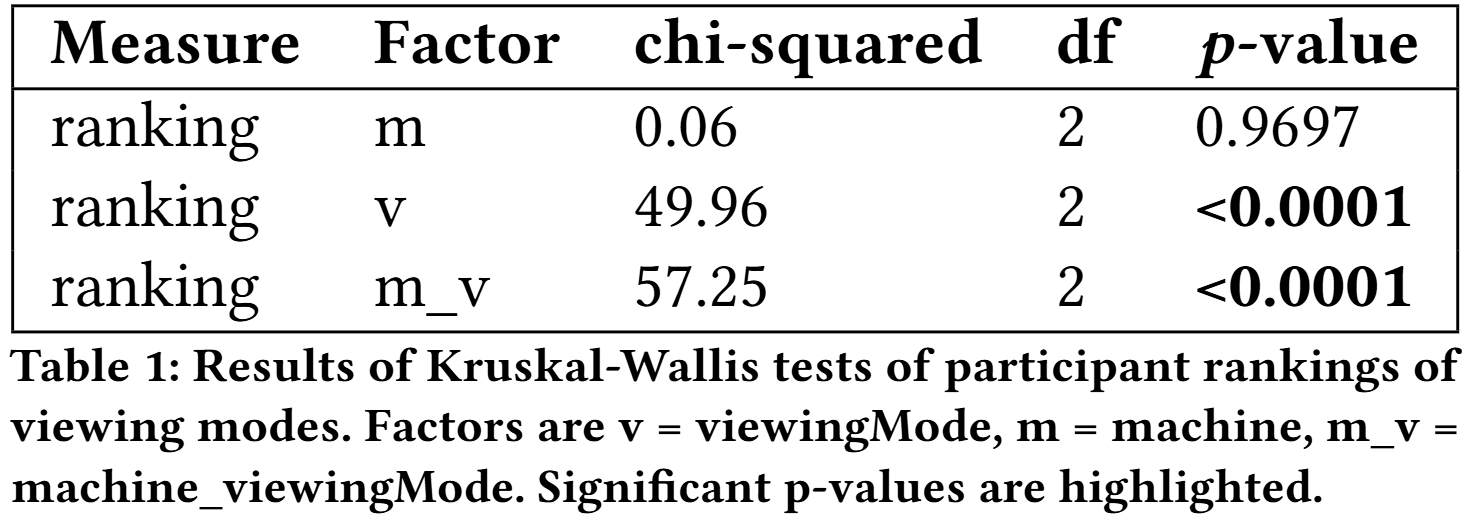 Measure Factor chi-squared df p-value
ranking m 0.06 2 0.9697
ranking v 49.96 2 <0.0001
ranking m_v 57.25 2 <0.0001
Table 1: Results of Kruskal-Wallis tests of participant rankings of
viewing modes. Factors are v = viewingMode, m = machine, m_v =
machine_viewingMode. Significant p-values are highlighted.